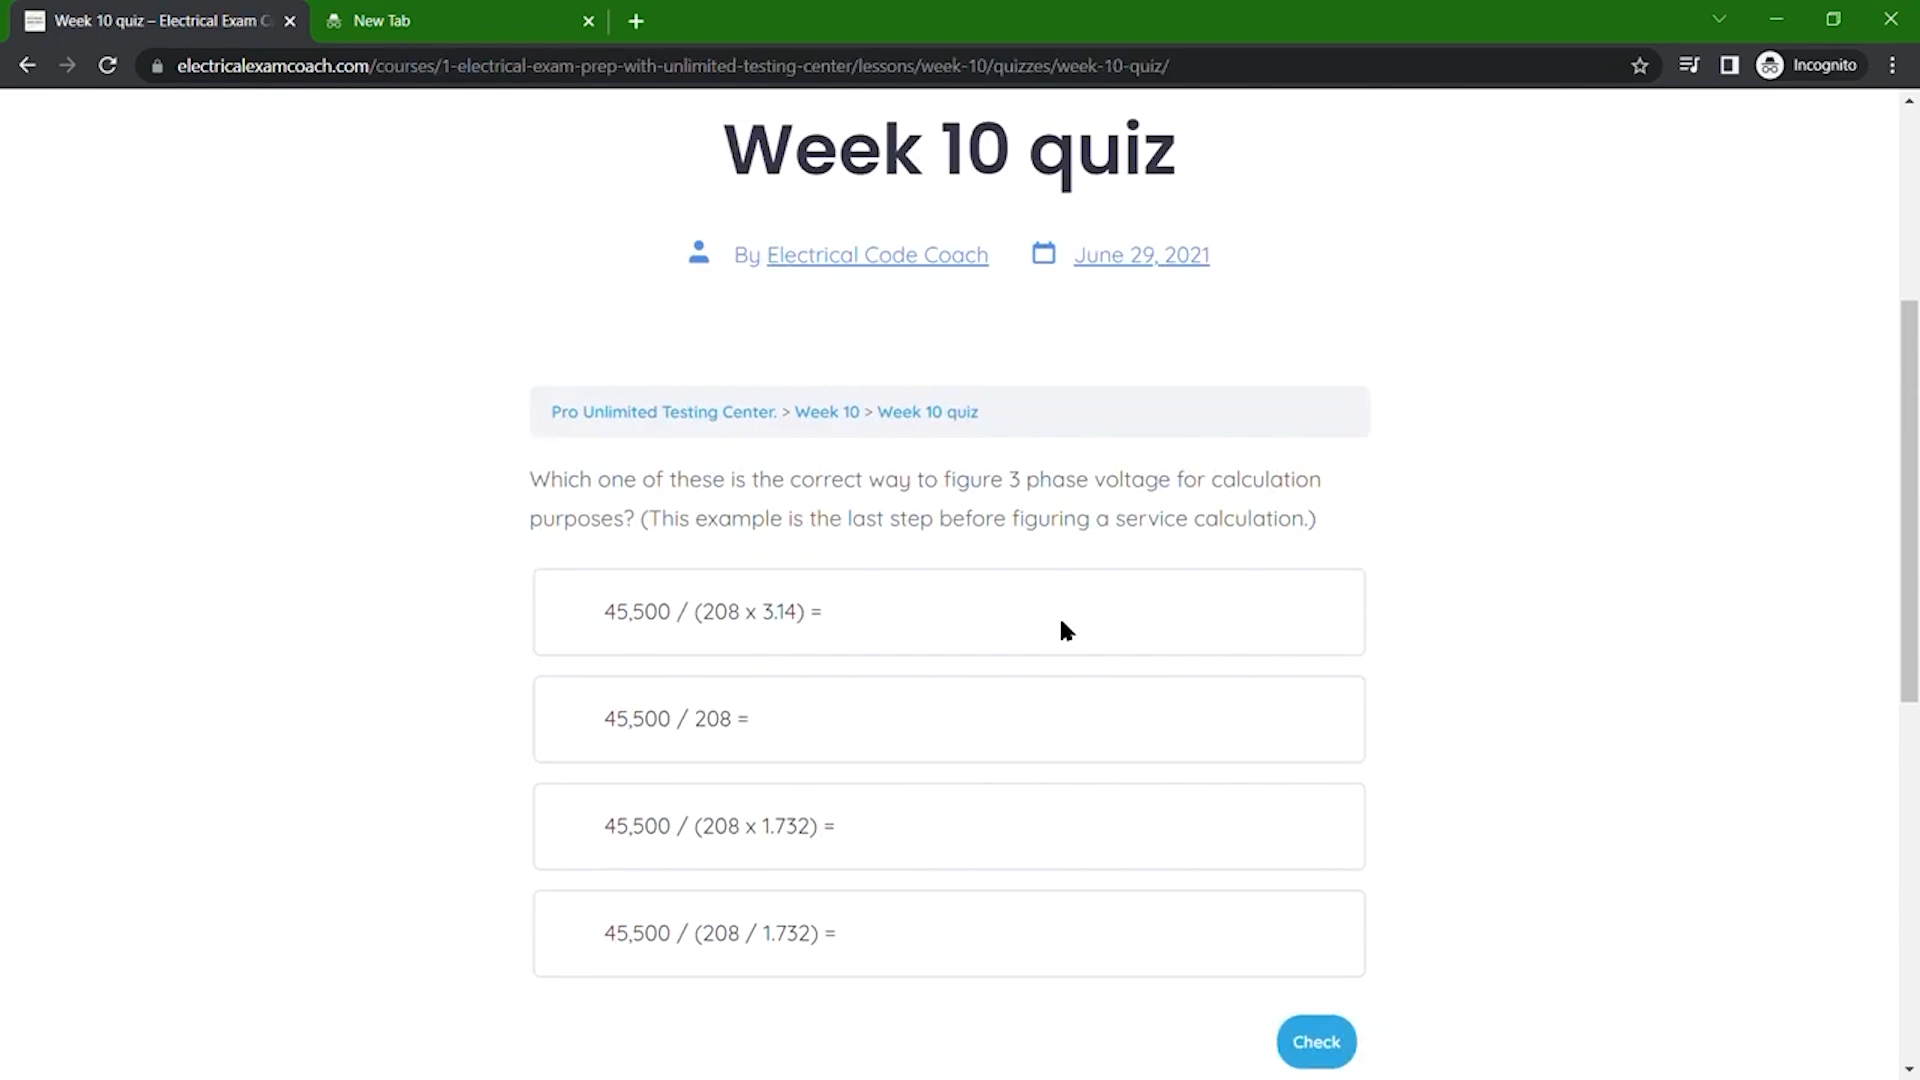 Week 10 quiz – Electrical Exam C
New Tab
electricalexamcoach.com/courses/1-electrical-exam-prep-with-unlimited-testing-center/lessons/week-10/quizzes/week-10-quiz/
Incognito
Week 10 quiz
By Electrical Code Coach
June 29, 2021
Pro Unlimited Testing Center. > Week 10 > Week 10 quiz
Which one of these is the correct way to figure 3 phase voltage for calculation
purposes? (This example is the last step before figuring a service calculation.)
45,500 / (208 x 3.14) =
45,500 / 208 =
45,500 / (208 x 1.732) =
45,500 / (208 / 1.732) =
Check